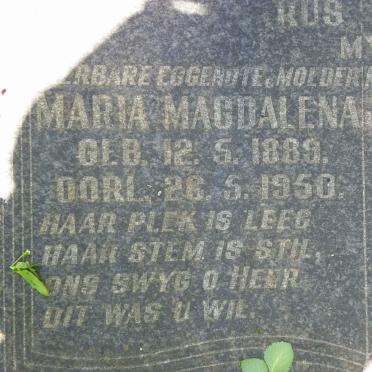 RUS
M
ERBARE EGGENOTE, MOEDER
MARIA MAGDALENA
GEB. 12. 5. 1889.
OORL. 28. 5. 1950.
HAAR PLEK IS LEEG
HAAR STEM IS STIL,
ONS SWYG O HEER
DIT WAS U WIL.